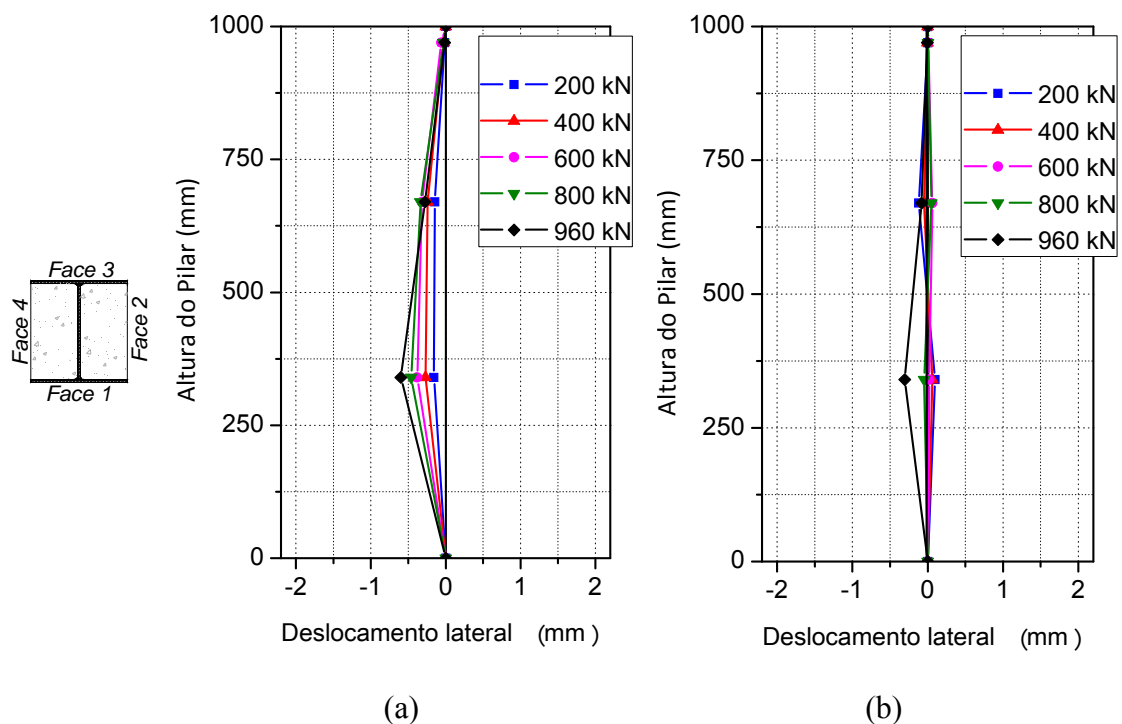 Face 3
Face 4
Face 2
Face 1
Altura do Pilar (mm)
1000
750
500
250
0
-2 -1 0 1 2
Deslocamento lateral (mm )
200 kN
400 kN
600 kN
800 kN
960 kN
(a)
Altura do Pilar (mm)
1000
750
500
250
0
-2 -1 0 1 2
Deslocamento lateral (mm )
200 kN
400 kN
600 kN
800 kN
960 kN
(b)